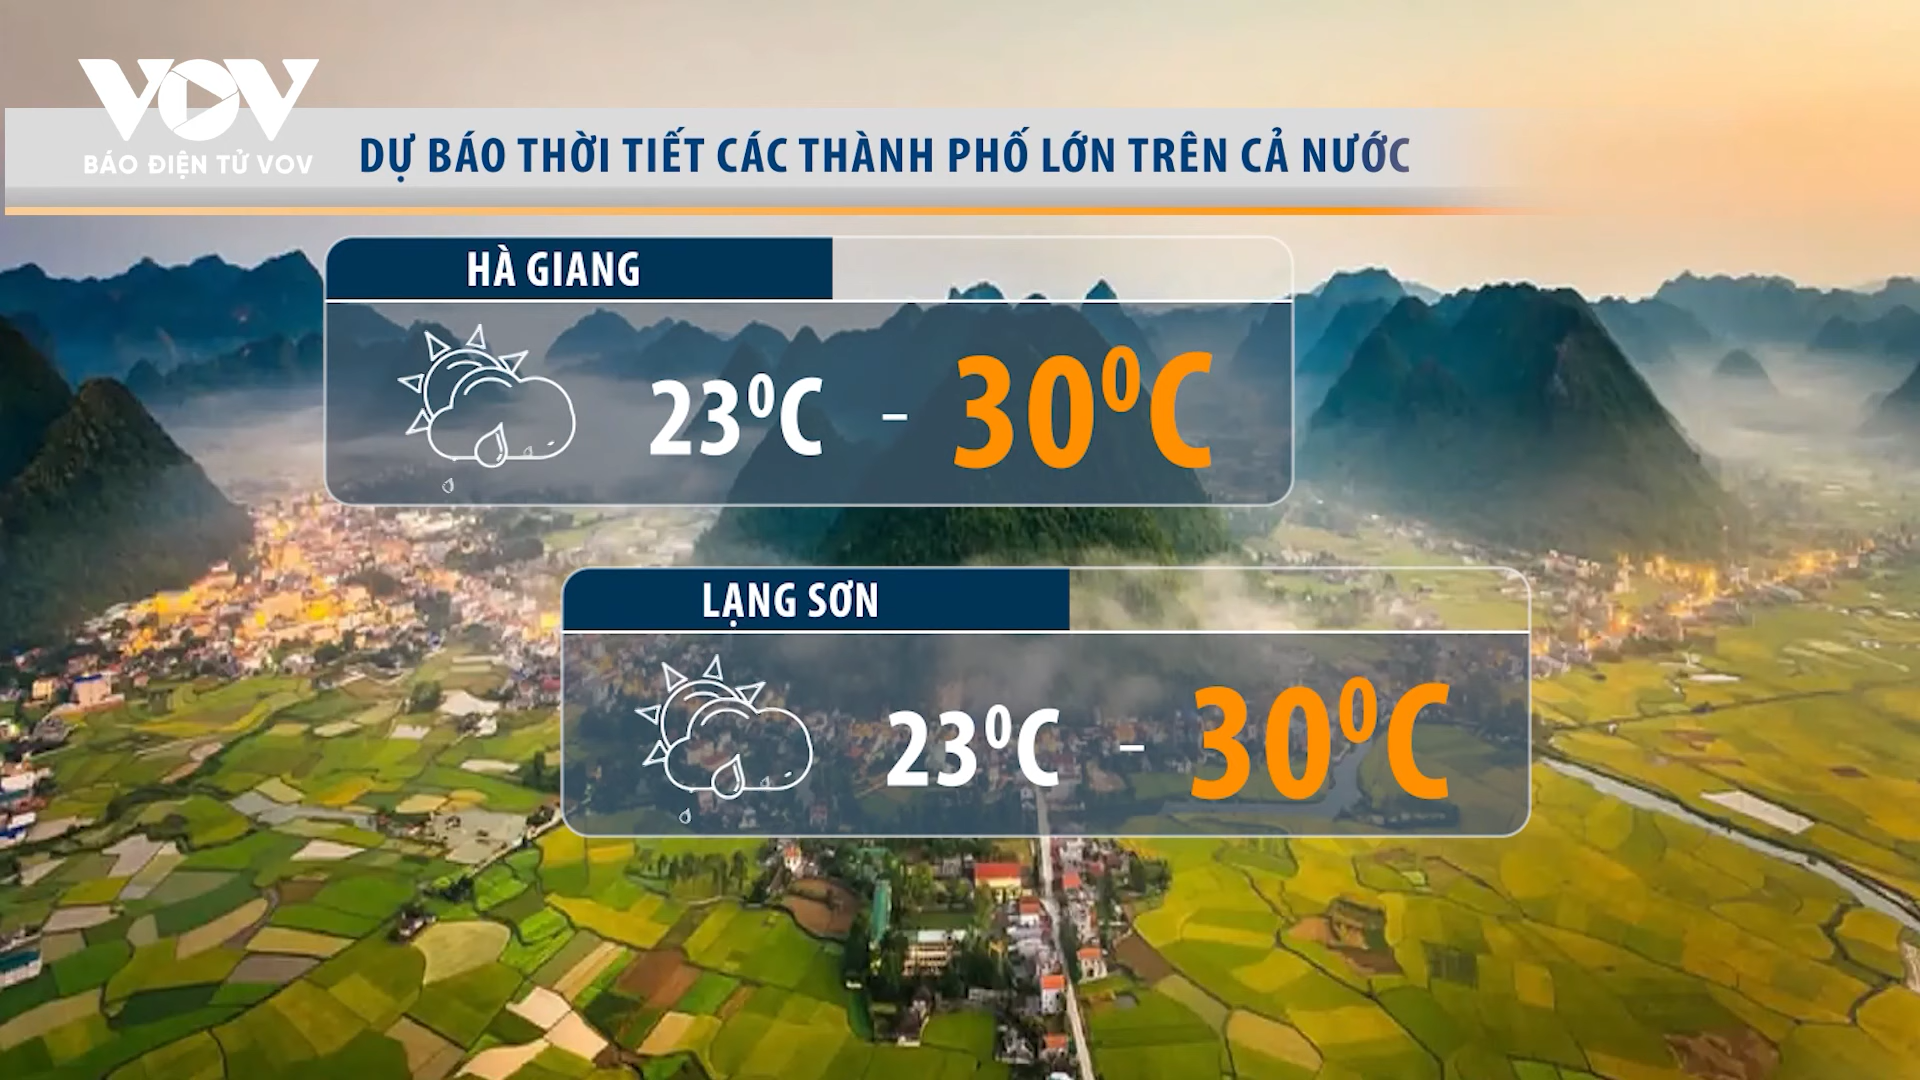 VOV
BÁO ĐIỆN TỬ VOV
DỰ BÁO THỜI TIẾT CÁC THÀNH PHỐ LỚN TRÊN CẢ NƯỚC
HÀ GIANG
23⁰C - 30⁰C
LẠNG SƠN
23⁰C - 30⁰C